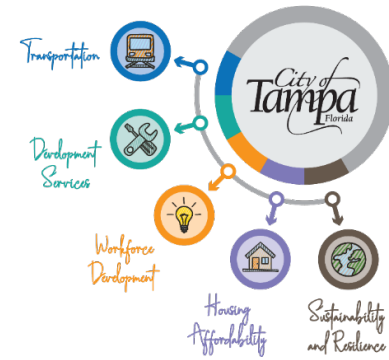 Transportation
City of
Tampa
Florida
Development
Services
Workforce
Development
Housing
Affordability
Sustainability
and Resilience